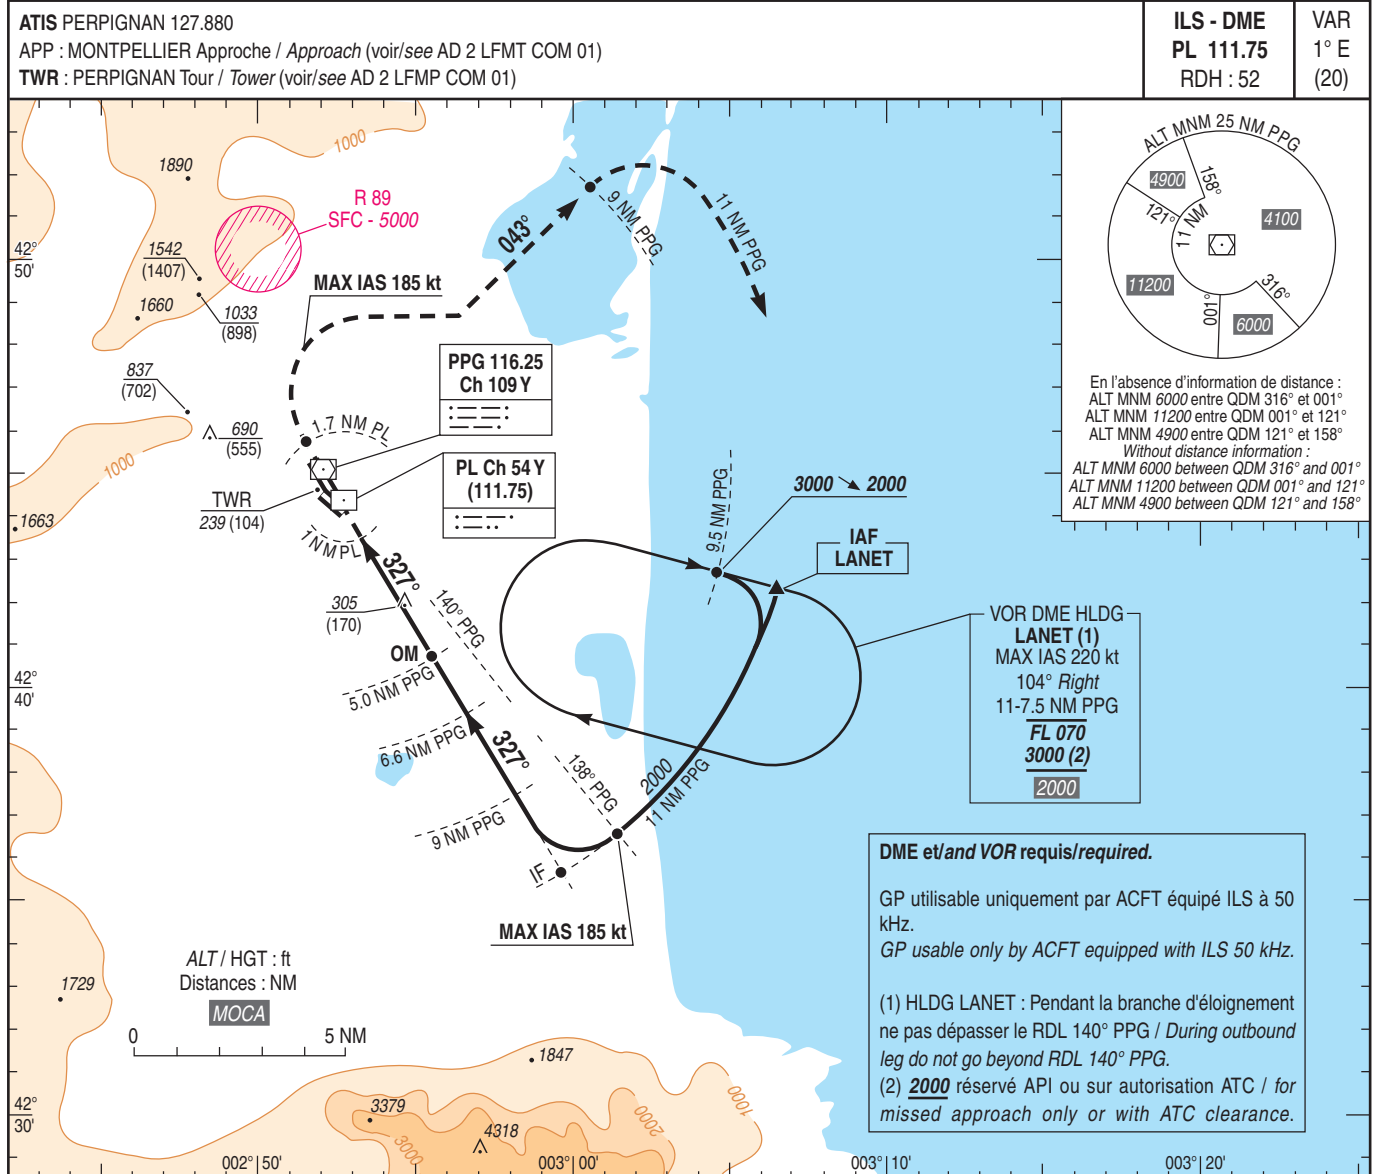 ATIS PERPIGNAN 127.880
APP : MONTPELLIER Approche / Approach (voir/see AD 2 LFMT COM 01)
TWR : PERPIGNAN Tour / Tower (voir/see AD 2 LFMP COM 01)
ILS - DME
PL 111.75
RDH : 52
VAR
1° E
(20)
1000
1890
R 89
SFC - 5000
42°
50'
1542
(1407)
1660
1033
(898)
MAX IAS 185 kt
043°
9 NM PPG
11 NM PPG
ALT MNM 25 NM PPG
4900
158°
121°
11 NM
4100
11200
001°
316°
6000
En l'absence d'information de distance :
ALT MNM 6000 entre QDM 316° et 001°
ALT MNM 11200 entre QDM 001° et 121°
ALT MNM 4900 entre QDM 121° et 158°
Without distance information :
ALT MNM 6000 between QDM 316° and 001°
ALT MNM 11200 between QDM 001° and 121°
ALT MNM 4900 between QDM 121° and 158°
837
(702)
690
(555)
1000
1663
1.7 NM PL
PPG 116.25
Ch 109 Y
PL Ch 54 Y
(111.75)
TWR
239 (104)
1 NM PL
327°
305
(170)
140° PPG
OM
42°
40'
5.0 NM PPG
6.6 NM PPG
327°
9 NM PPG
138° PPG
2000
11 NM PPG
IF
MAX IAS 185 kt
9.5 NM PPG
3000 ➘ 2000
IAF
LANET
VOR DME HLDG
LANET (1)
MAX IAS 220 kt
104° Right
11-7.5 NM PPG
FL 070
3000 (2)
2000
DME et/and VOR requis/required.
GP utilisable uniquement par ACFT équipé ILS à 50
kHz.
GP usable only by ACFT equipped with ILS 50 kHz.
(1) HLDG LANET : Pendant la branche d'éloignement
ne pas dépasser le RDL 140° PPG / During outbound
leg do not go beyond RDL 140° PPG.
(2) 2000 réservé API ou sur autorisation ATC / for
missed approach only or with ATC clearance.
ALT / HGT : ft
Distances : NM
MOCA
0 5 NM
1729
1847
3379
4318
3000
2000
1000
42°
30'
002° 50'
003° 00'
003° 10'
003° 20'